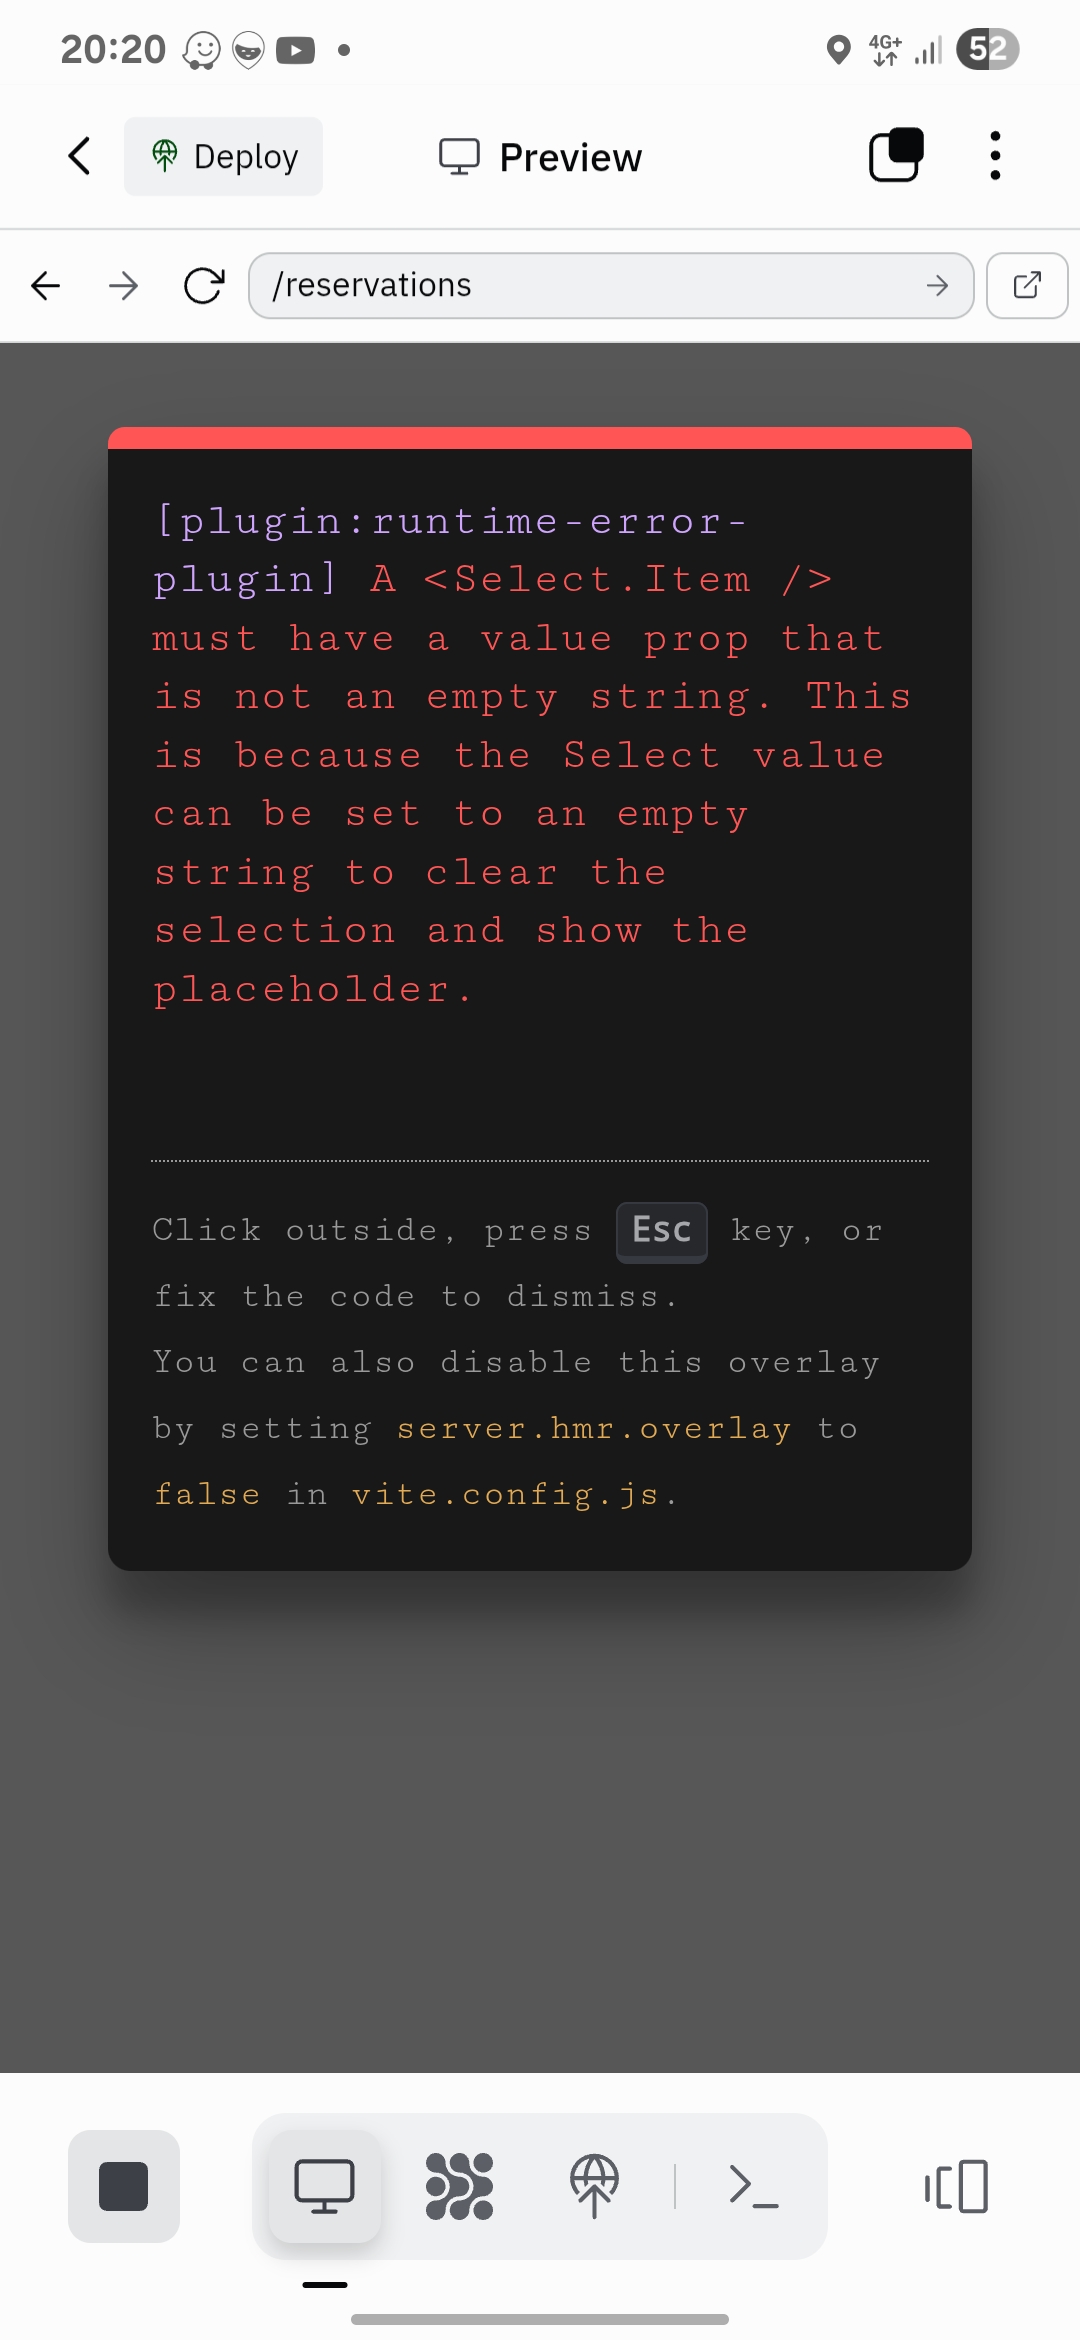 20:20
4G+
52
Deploy
Preview
/reservations
[plugin:runtime-error-
plugin] A <Select.Item />
must have a value prop that
is not an empty string. This
is because the Select value
can be set to an empty
string to clear the
selection and show the
placeholder.
Click outside, press Esc key, or
fix the code to dismiss.
You can also disable this overlay
by setting server.hmr.overlay to
false in vite.config.js.